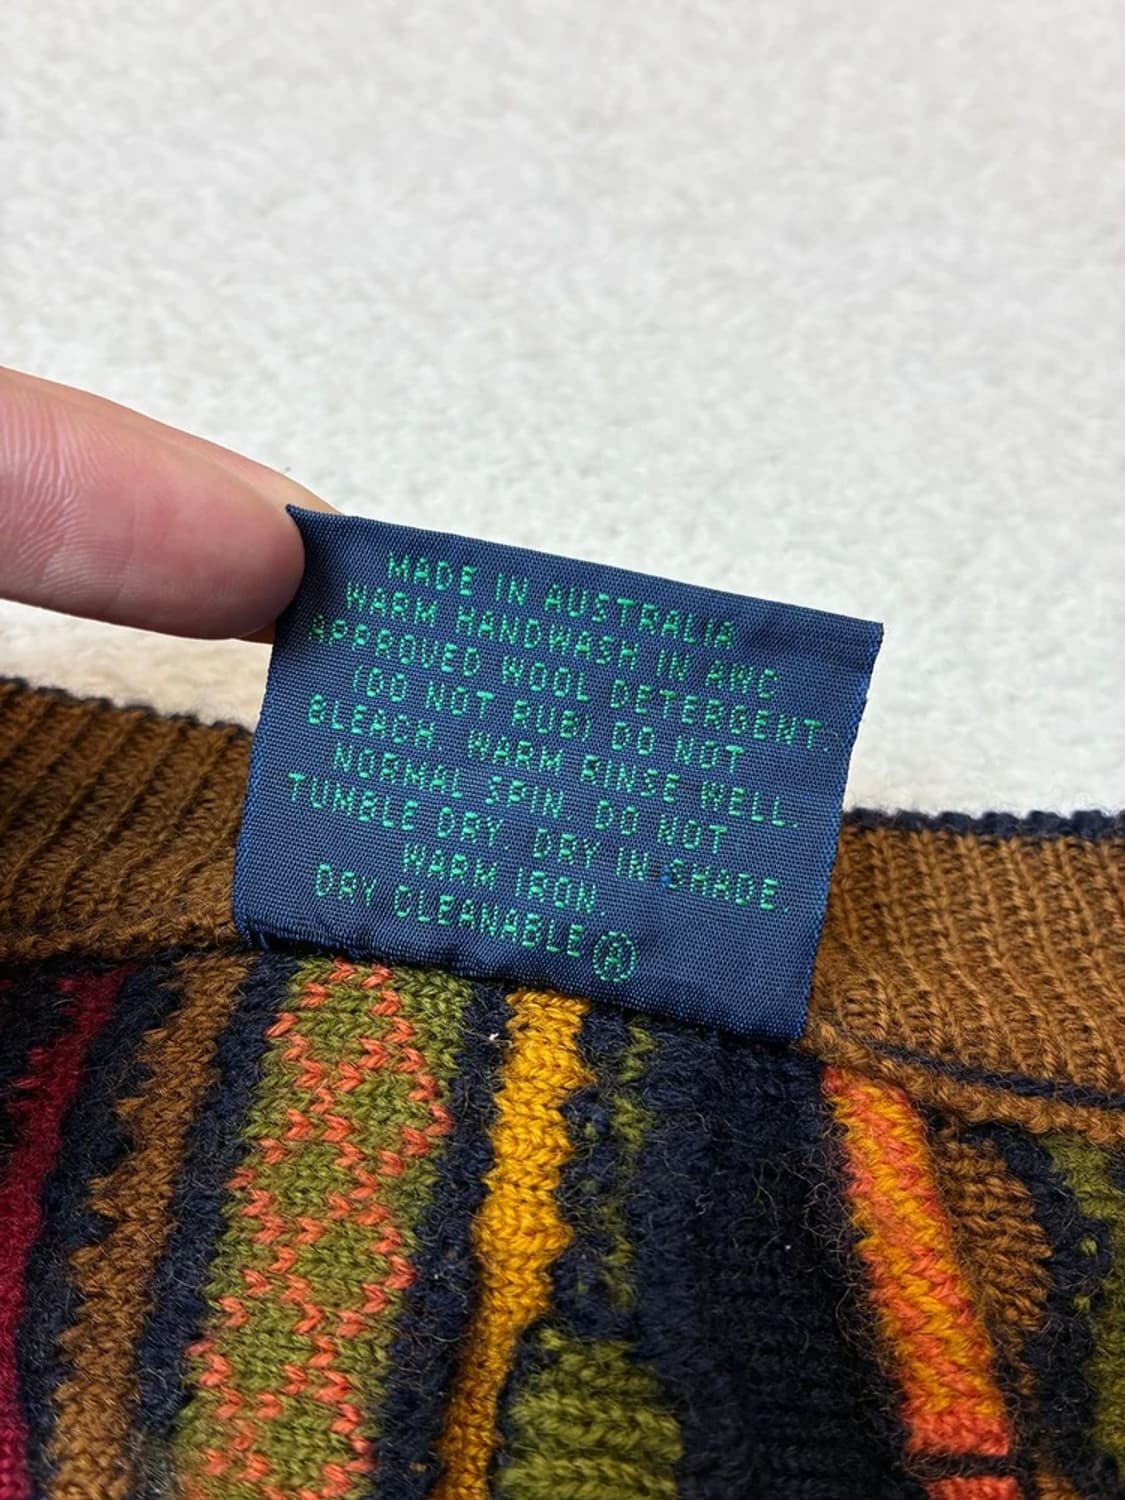 MADE IN AUSTRALIA
WARM HANDWASH IN AWC
APPROVED WOOL DETERGENT.
(DO NOT RUB) DO NOT
BLEACH. WARM RINSE WELL.
NORMAL SPIN. DO NOT
TUMBLE DRY. DRY IN SHADE.
WARM IRON.
DRY CLEANABLE Ⓐ